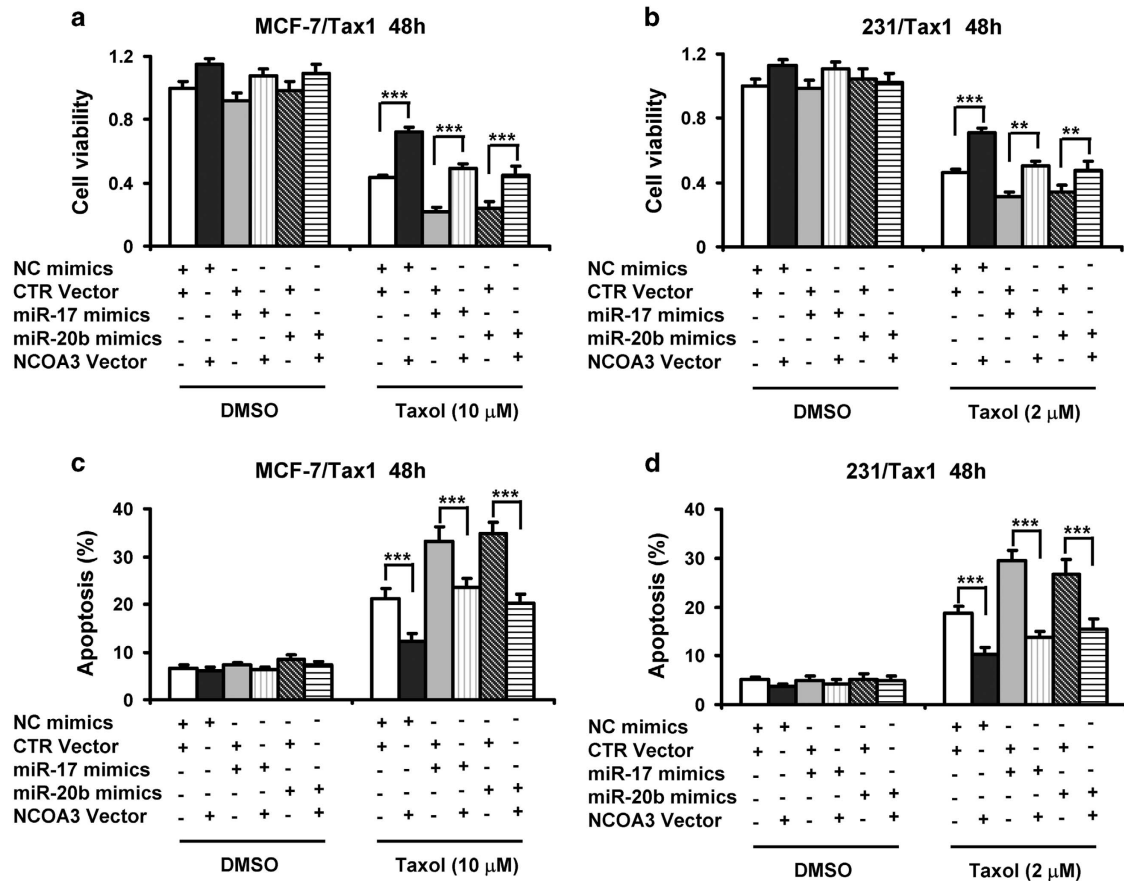 a
MCF-7/Tax1 48h
Cell viability
1.2
0.8
0.4
0
*** *** ***
NC mimics + + - - - - + + - - - -
CTR Vector + - + - + - + - + - + -
miR-17 mimics - - + + - - - - + + - -
miR-20b mimics - - - - + + - - - - + +
NCOA3 Vector - + - + - + - + - + - +
DMSO Taxol (10 μM)
b
231/Tax1 48h
Cell viability
1.2
0.8
0.4
0
*** ** **
NC mimics + + - - - - + + - - - -
CTR Vector + - + - + - + - + - + -
miR-17 mimics - - + + - - - - + + - -
miR-20b mimics - - - - + + - - - - + +
NCOA3 Vector - + - + - + - + - + - +
DMSO Taxol (2 μM)
c
MCF-7/Tax1 48h
Apoptosis (%)
40
30
20
10
0
*** *** ***
NC mimics + + - - - - + + - - - -
CTR Vector + - + - + - + - + - + -
miR-17 mimics - - + + - - - - + + - -
miR-20b mimics - - - - + + - - - - + +
NCOA3 Vector - + - + - + - + - + - +
DMSO Taxol (10 μM)
d
231/Tax1 48h
Apoptosis (%)
40
30
20
10
0
*** *** ***
NC mimics + + - - - - + + - - - -
CTR Vector + - + - + - + - + - + -
miR-17 mimics - - + + - - - - + + - -
miR-20b mimics - - - - + + - - - - + +
NCOA3 Vector - + - + - + - + - + - +
DMSO Taxol (2 μM)